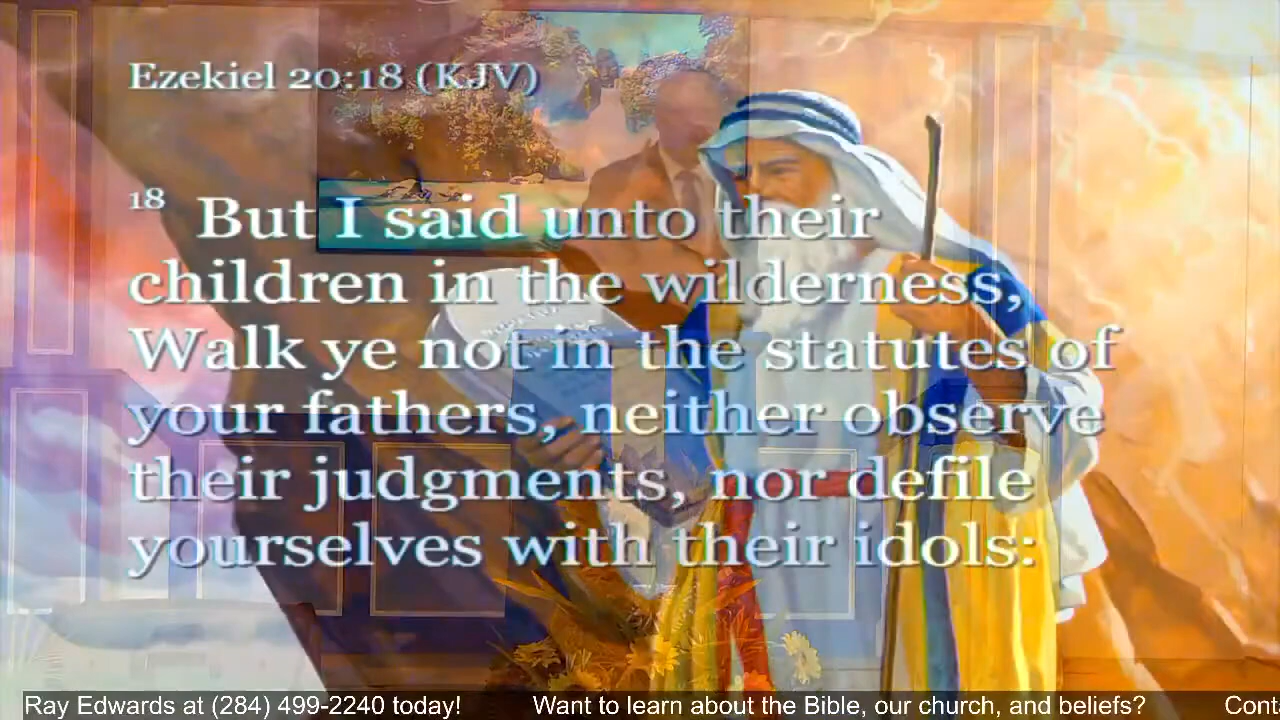 Ezekiel 20:18 (KJV)
18 But I said unto their
children in the wilderness,
Walk ye not in the statutes of
your fathers, neither observe
their judgments, nor defile
yourselves with their idols:
Ray Edwards at (284) 499-2240 today! Want to learn about the Bible, our church, and beliefs? Cont